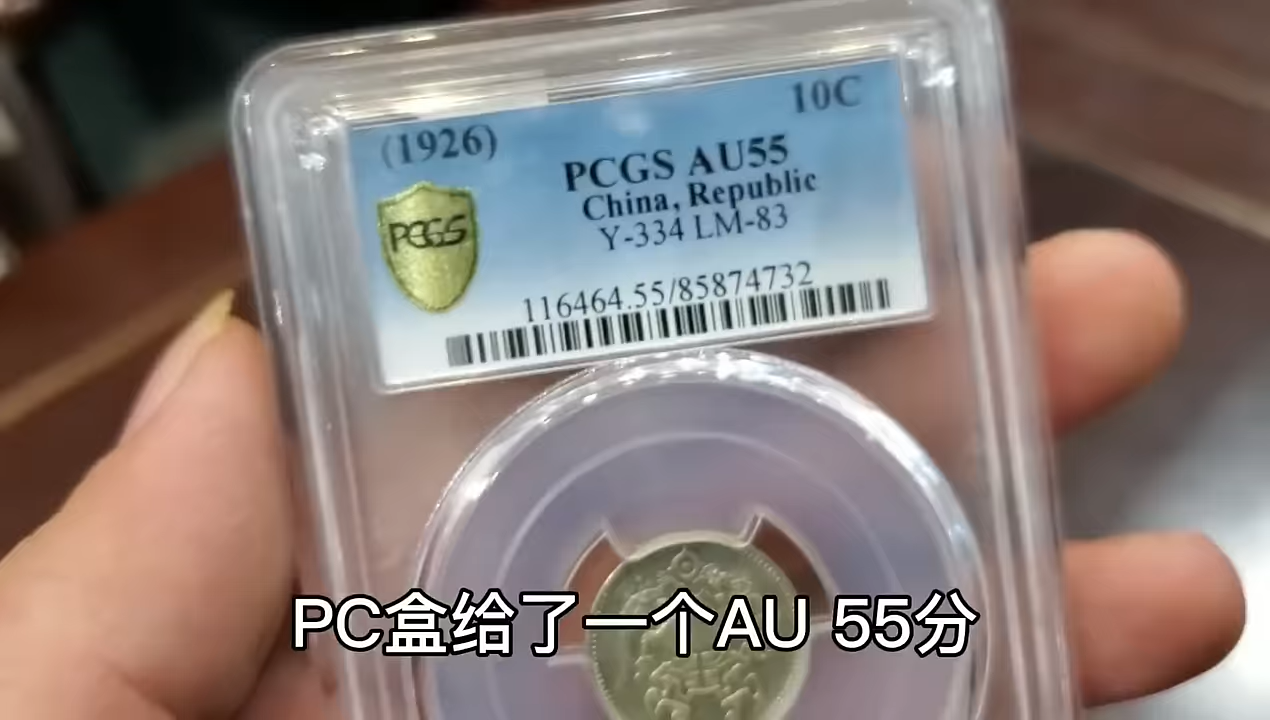 (1926) 10C
PCGS AU55
China, Republic
Y-334 LM-83
PCGS
116464.55/85874732
PC盒给了一个AU 55分